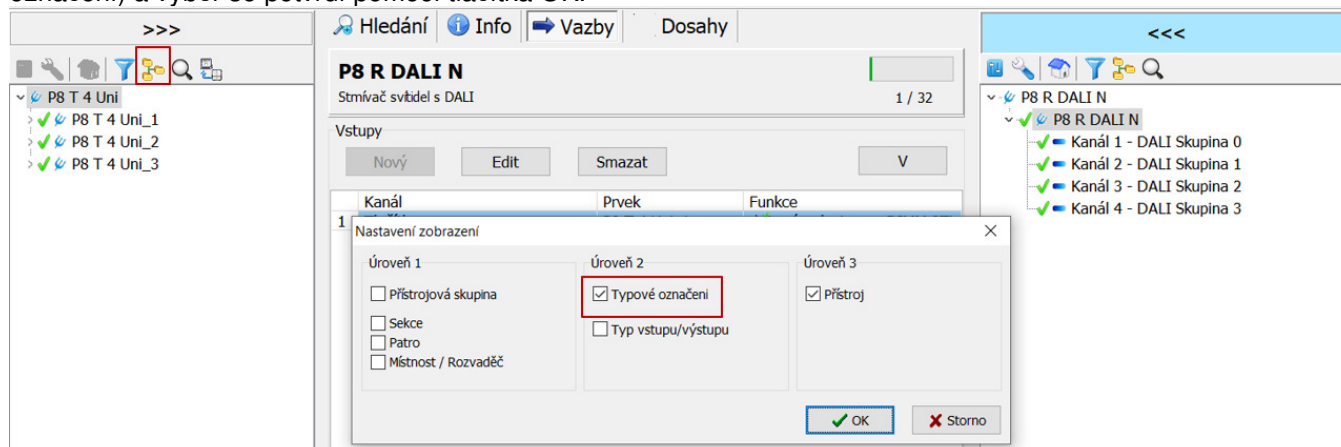 >>>
P8 T 4 Uni
P8 T 4 Uni_1
P8 T 4 Uni_2
P8 T 4 Uni_3
Hledání Info Vazby Dosahy
P8 R DALI N
Stmívač svítidel s DALI 1 / 32
Vstupy
Nový Edit Smazat V
Kanál Prvek Funkce
1
Nastavení zobrazení
Úroveň 1
Přístrojová skupina
Sekce
Patro
Místnost / Rozvaděč
Úroveň 2
Typové označeni
Typ vstupu/výstupu
Úroveň 3
Přístroj
OK Storno
<<<
P8 R DALI N
P8 R DALI N
Kanál 1 - DALI Skupina 0
Kanál 2 - DALI Skupina 1
Kanál 3 - DALI Skupina 2
Kanál 4 - DALI Skupina 3